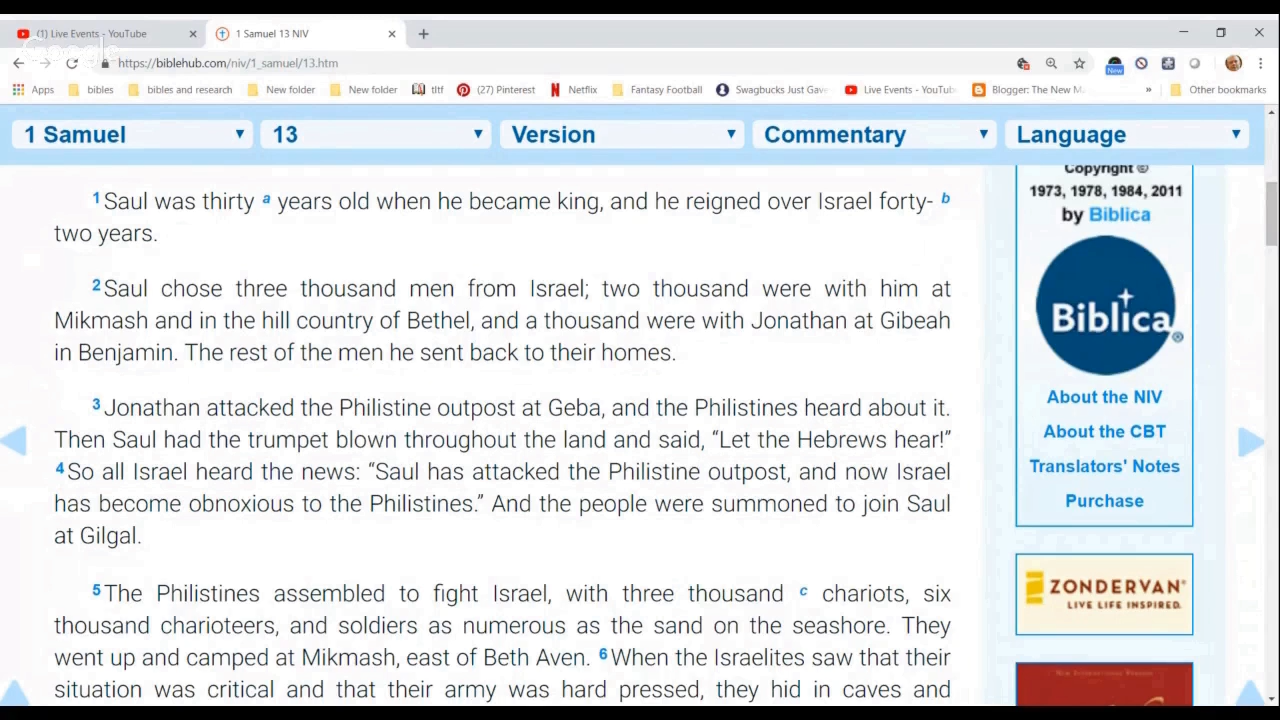 (1) Live Events - YouTube
1 Samuel 13 NIV
Google
https://biblehub.com/niv/1_samuel/13.htm
New
Apps
bibles
bibles and research
New folder
New folder
tltf
(27) Pinterest
Netflix
Fantasy Football
Swagbucks Just Gave
Live Events - YouTub
Blogger: The New M
»
Other bookmarks
1 Samuel
13
Version
Commentary
Language
1 Saul was thirty a years old when he became king, and he reigned over Israel forty- b
two years.
2 Saul chose three thousand men from Israel; two thousand were with him at
Mikmash and in the hill country of Bethel, and a thousand were with Jonathan at Gibeah
in Benjamin. The rest of the men he sent back to their homes.
3 Jonathan attacked the Philistine outpost at Geba, and the Philistines heard about it.
Then Saul had the trumpet blown throughout the land and said, “Let the Hebrews hear!”
4 So all Israel heard the news: “Saul has attacked the Philistine outpost, and now Israel
has become obnoxious to the Philistines.” And the people were summoned to join Saul
at Gilgal.
5 The Philistines assembled to fight Israel, with three thousand c chariots, six
thousand charioteers, and soldiers as numerous as the sand on the seashore. They
went up and camped at Mikmash, east of Beth Aven. 6 When the Israelites saw that their
situation was critical and that their army was hard pressed, they hid in caves and
Copyright ©
1973, 1978, 1984, 2011
by Biblica
Biblica®
About the NIV
About the CBT
Translators' Notes
Purchase
ZONDERVAN®
LIVE LIFE INSPIRED.
New International Version